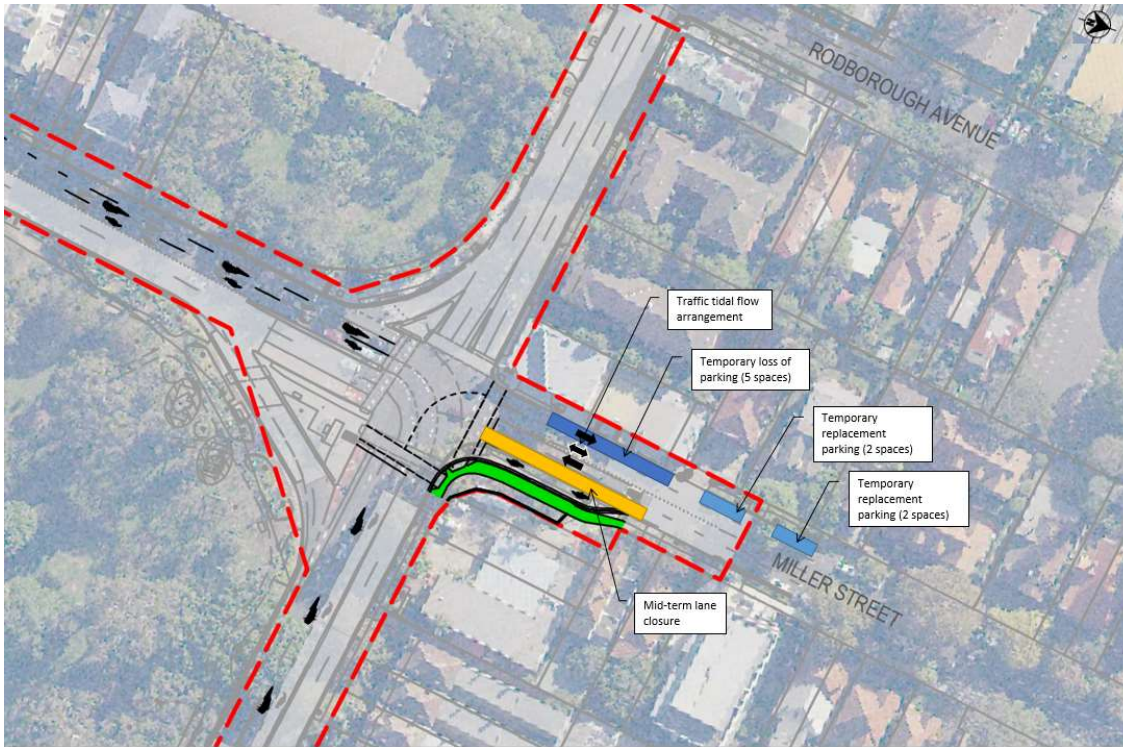 N
RODBOROUGH AVENUE
Traffic tidal flow
arrangement
Temporary loss of
parking (5 spaces)
Temporary
replacement
parking (2 spaces)
Temporary
replacement
parking (2 spaces)
MILLER STREET
Mid-term lane
closure